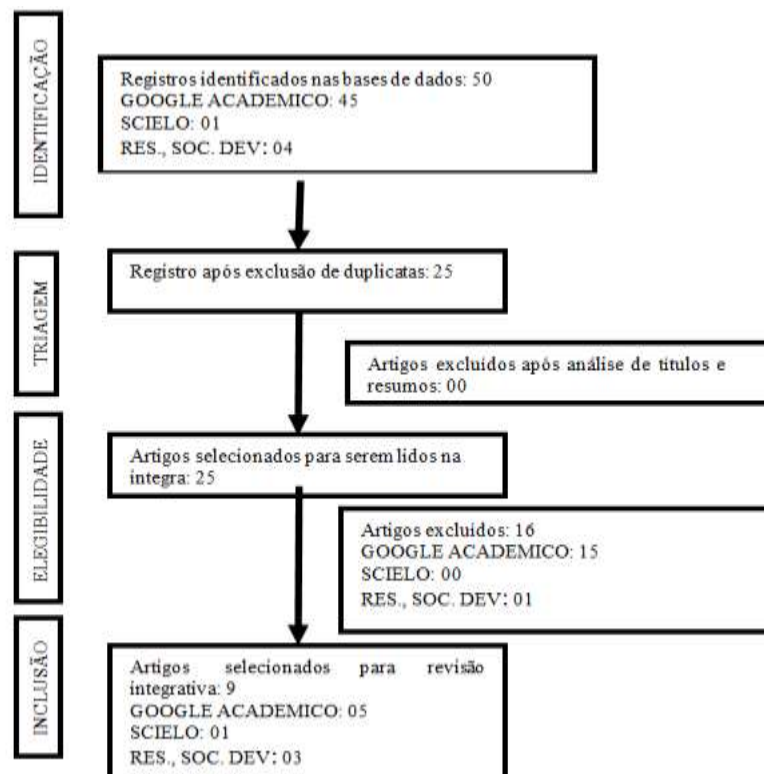 IDENTIFICAÇÃO
Registros identificados nas bases de dados: 50
GOOGLE ACADEMICO: 45
SCIELO: 01
RES., SOC. DEV: 04
TRIAGEM
Registro após exclusão de duplicatas: 25
Artigos excluídos após análise de títulos e
resumos: 00
ELEGIBILIDADE
Artigos selecionados para serem lidos na
integra: 25
Artigos excluídos: 16
GOOGLE ACADEMICO: 15
SCIELO: 00
RES., SOC. DEV: 01
INCLUSÃO
Artigos selecionados para revisão
integrativa: 9
GOOGLE ACADEMICO: 05
SCIELO: 01
RES., SOC. DEV: 03